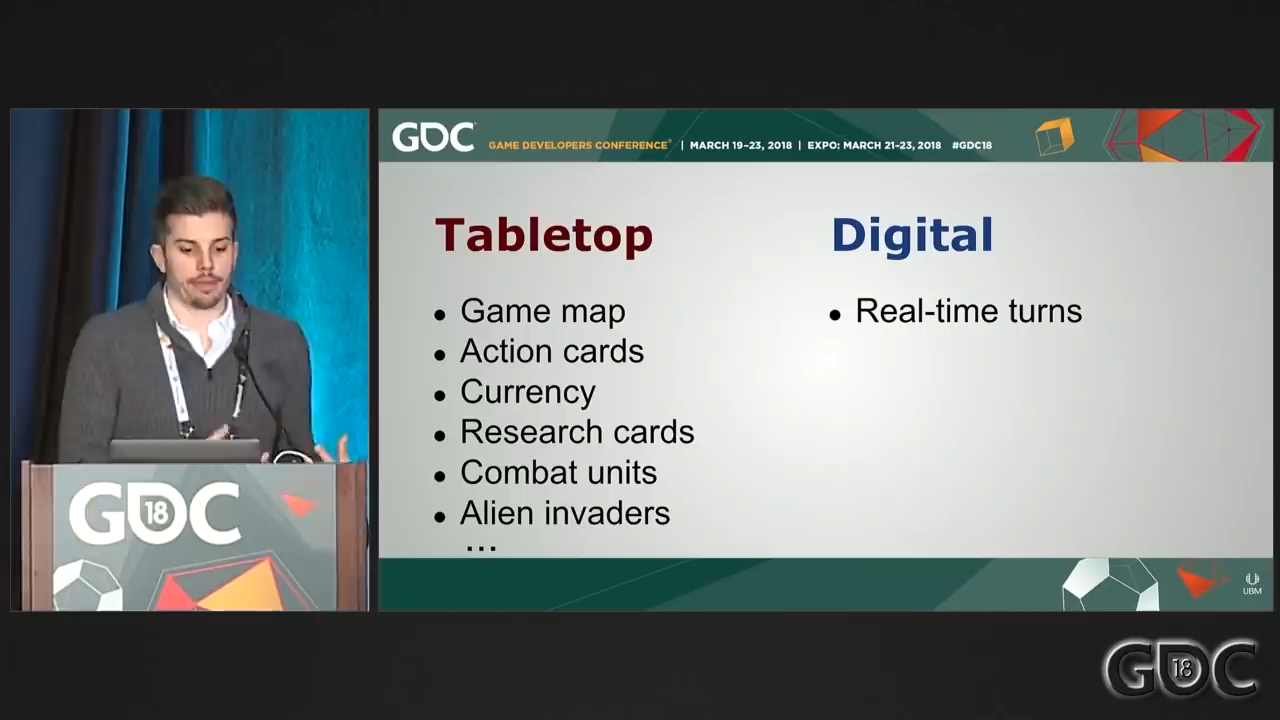 GDC
GAME DEVELOPERS CONFERENCE® | MARCH 19–23, 2018 | EXPO: MARCH 21–23, 2018 #GDC18
Tabletop
Digital
• Game map
• Action cards
• Currency
• Research cards
• Combat units
• Alien invaders
...
• Real-time turns
UBM
GDC
18
GDC
18